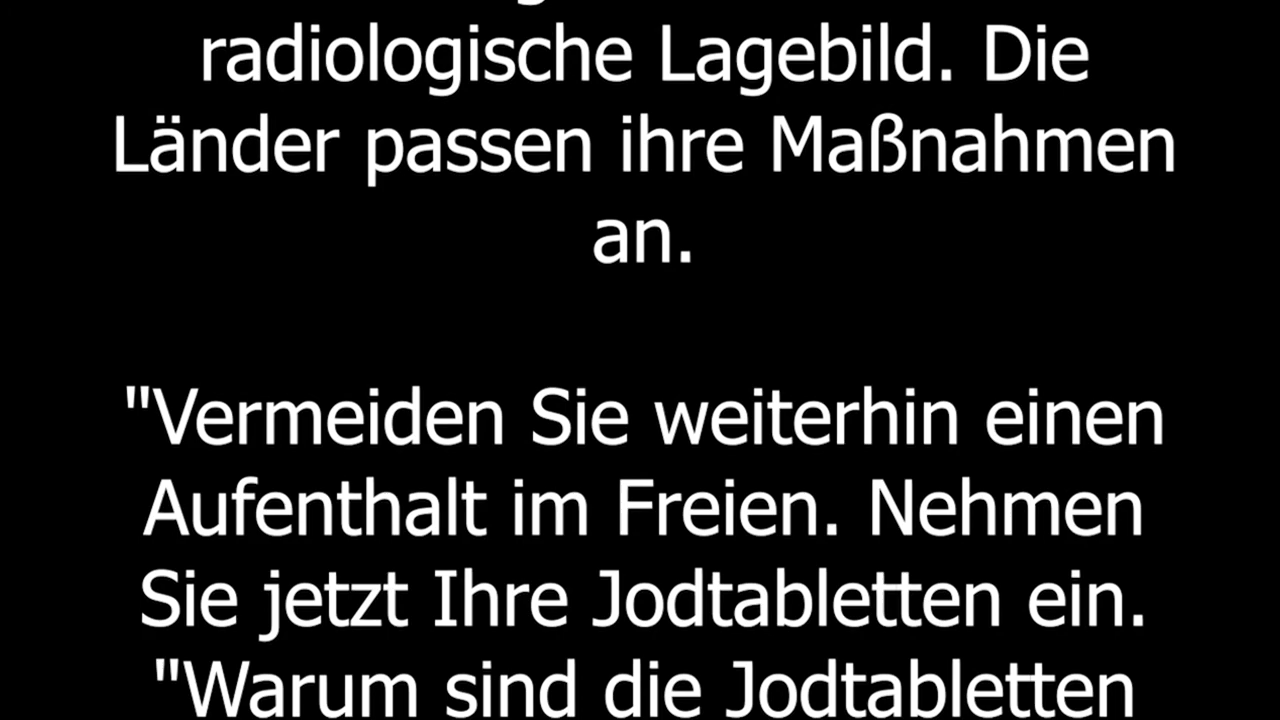 radiologische Lagebild. Die
Länder passen ihre Maßnahmen
an.
"Vermeiden Sie weiterhin einen
Aufenthalt im Freien. Nehmen
Sie jetzt Ihre Jodtabletten ein.
"Warum sind die Jodtabletten